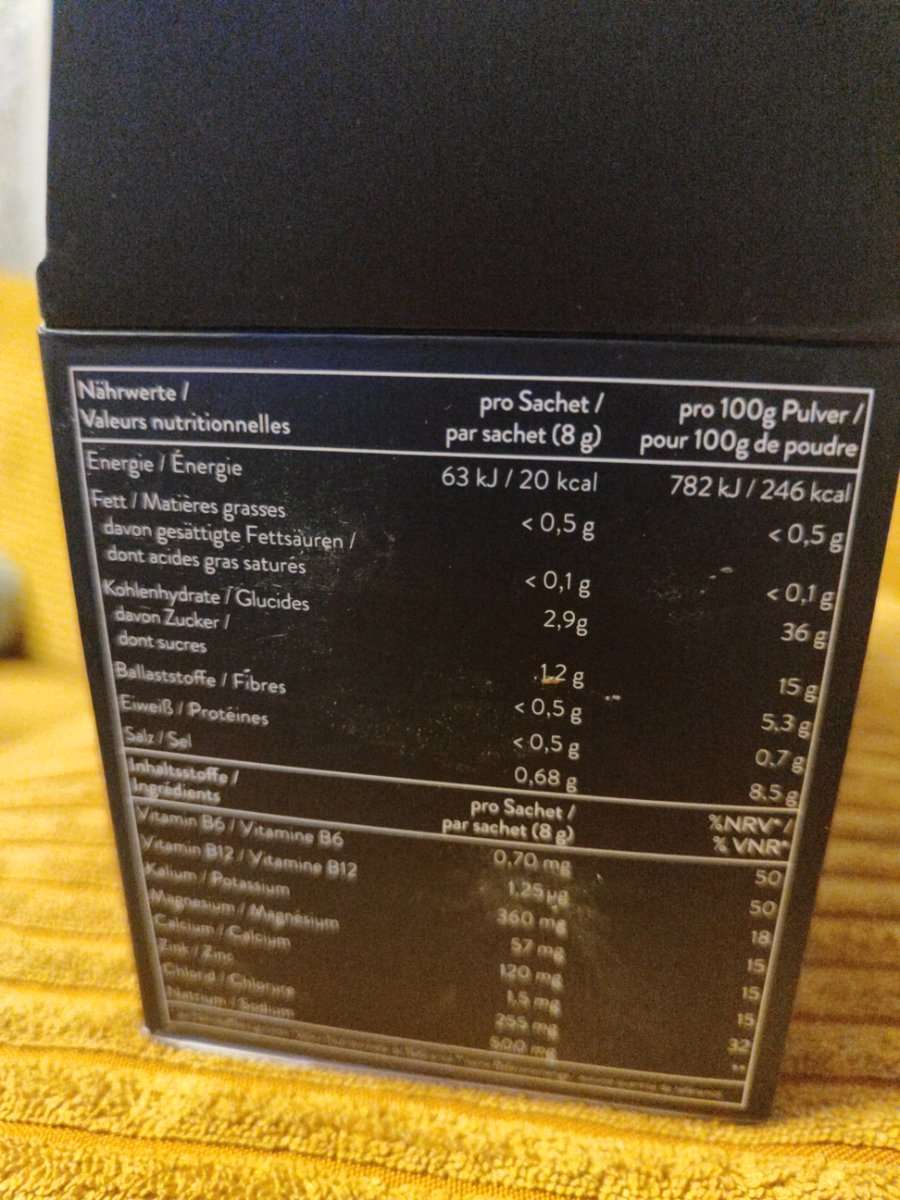 Nährwerte /
Valeurs nutritionnelles
pro Sachet /
par sachet (8 g)
pro 100g Pulver /
pour 100g de poudre
Energie / Énergie 63 kJ / 20 kcal 782 kJ / 246 kcal
Fett / Matières grasses < 0,5 g < 0,5 g
davon gesättigte Fettsäuren /
dont acides gras saturés < 0,1 g < 0,1 g
Kohlenhydrate / Glucides 2,9g 36 g
davon Zucker /
dont sucres 1,2 g 15 g
Ballaststoffe / Fibres < 0,5 g 5,3 g
Eiweiß / Protéines < 0,5 g 0,7 g
Salz / Sel 0,68 g 8.5 g
Inhaltsstoffe /
Ingrédients
pro Sachet /
par sachet (8 g)
%NRV* /
% VNR*
Vitamin B6 / Vitamine B6 0,70 mg 50
Vitamin B12 / Vitamine B12 1,25 µg 50
Kalium / Potassium 360 mg 18
Magnesium / Magnésium 57 mg 15
Calcium / Calcium 120 mg 15
Zink / Zinc 1,5 mg 15
Chlorid / Chlorure 255 mg 32
Natrium / Sodium 500 mg **